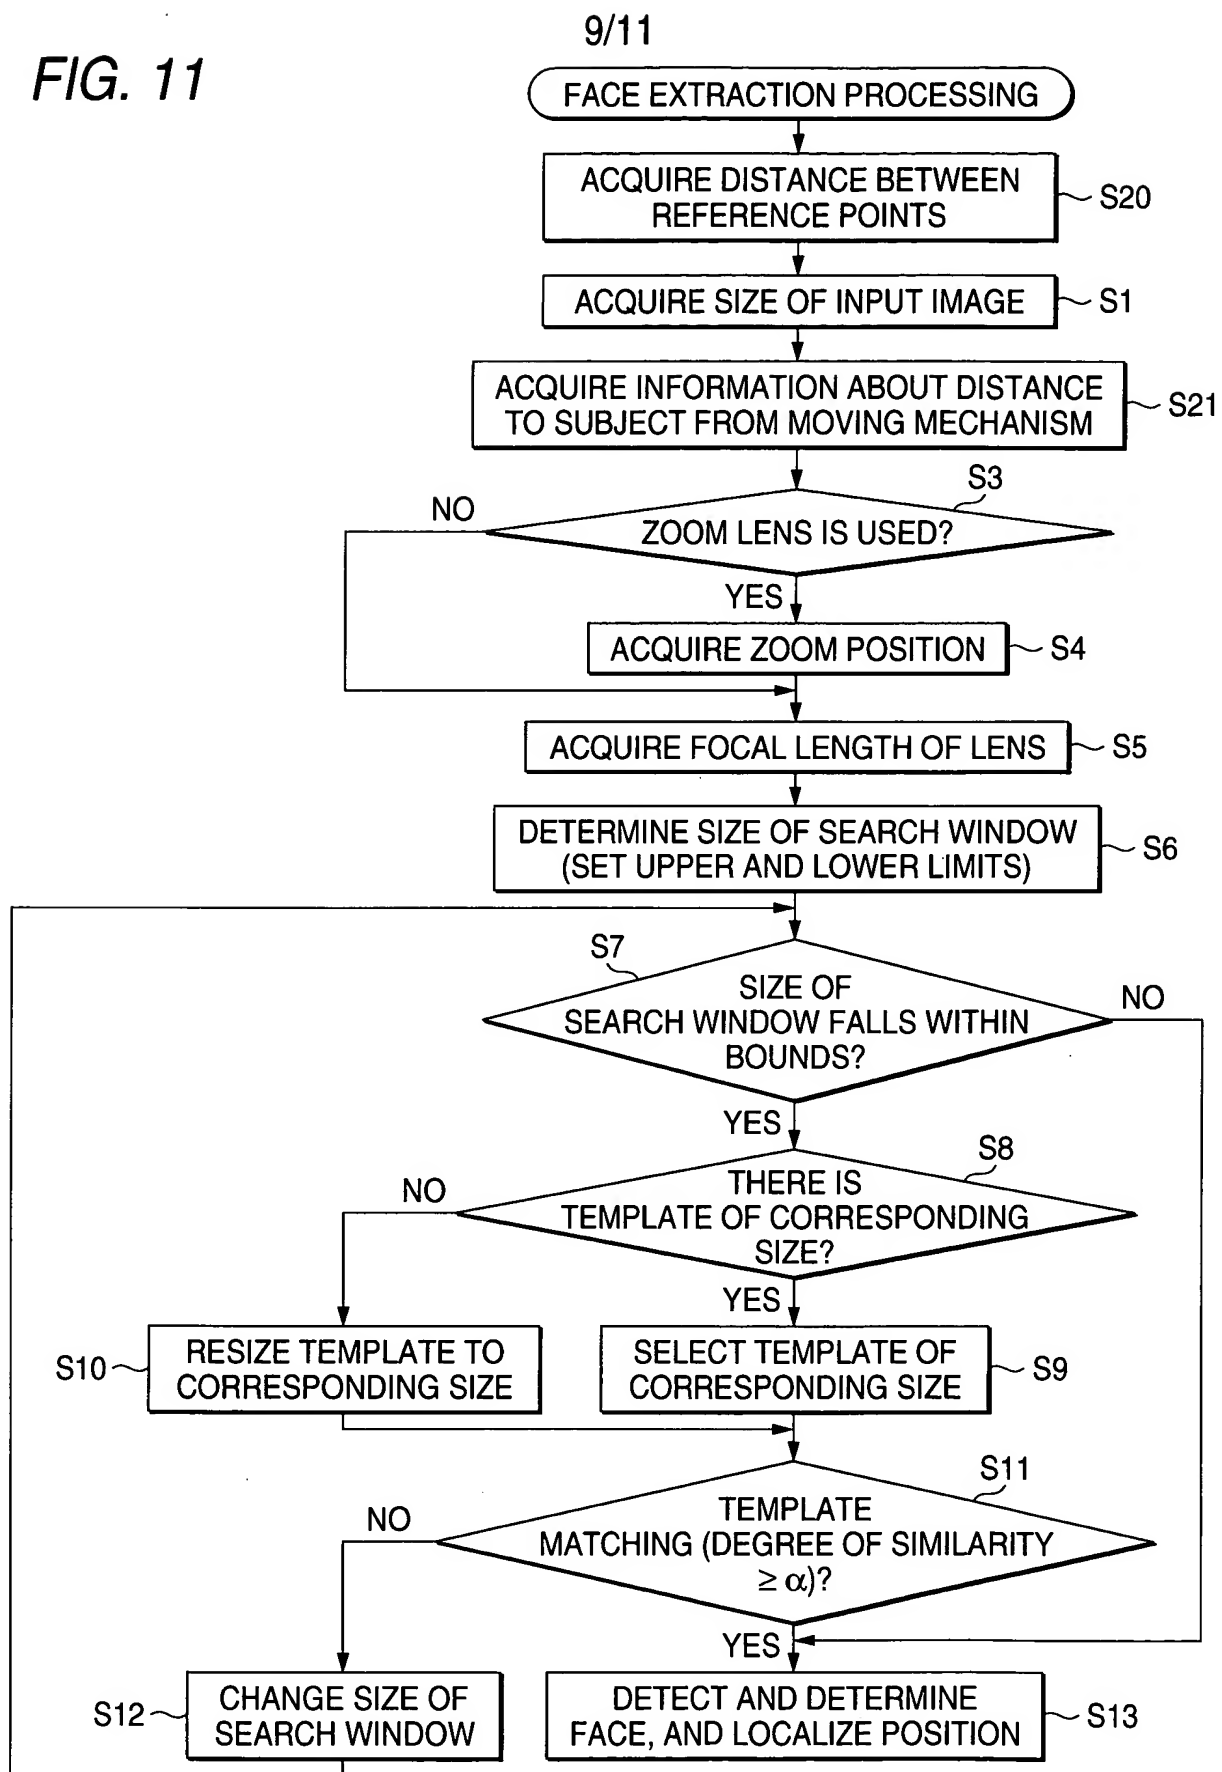 9/11
FIG. 11
FACE EXTRACTION PROCESSING
ACQUIRE DISTANCE BETWEEN
REFERENCE POINTS
S20
ACQUIRE SIZE OF INPUT IMAGE
S1
ACQUIRE INFORMATION ABOUT DISTANCE
TO SUBJECT FROM MOVING MECHANISM
S21
S3
NO
ZOOM LENS IS USED?
YES
ACQUIRE ZOOM POSITION
S4
ACQUIRE FOCAL LENGTH OF LENS
S5
DETERMINE SIZE OF SEARCH WINDOW
(SET UPPER AND LOWER LIMITS)
S6
S7
SIZE OF
SEARCH WINDOW FALLS WITHIN
BOUNDS?
NO
YES
S8
NO
THERE IS
TEMPLATE OF CORRESPONDING
SIZE?
YES
S10
RESIZE TEMPLATE TO
CORRESPONDING SIZE
SELECT TEMPLATE OF
CORRESPONDING SIZE
S9
S11
NO
TEMPLATE
MATCHING (DEGREE OF SIMILARITY
≥ α)?
YES
S12
CHANGE SIZE OF
SEARCH WINDOW
DETECT AND DETERMINE
FACE, AND LOCALIZE POSITION
S13